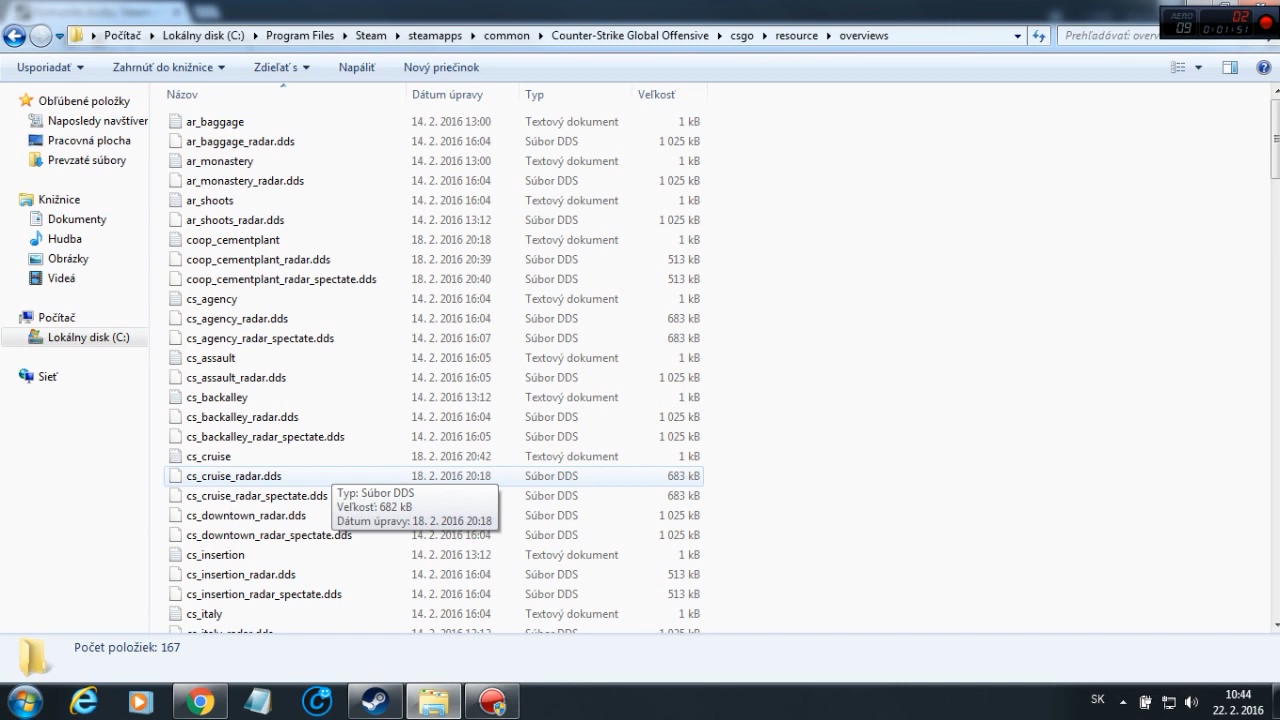 Počítač ▸ Lokálny disk (C:) ▸ Program Files ▸ Steam ▸ steamapps ▸ common ▸ Counter-Strike Global Offensive ▸ csgo ▸ resource ▸ overviews
Prehľadávať: overv
AERO 09 02 0:01:51
Usporiadať Zahrnúť do knižnice Zdieľať s Napáliť Nový priečinok
Názov Dátum úpravy Typ Veľkosť
Obľúbené položky
Naposledy navštíven
Pracovná plocha
Prevzaté súbory
Knižnice
Dokumenty
Hudba
Obrázky
Videá
Počítač
Lokálny disk (C:)
Sieť
ar_baggage 14. 2. 2016 13:00 Textový dokument 1 kB
ar_baggage_radar.dds 14. 2. 2016 16:04 Súbor DDS 1 025 kB
ar_monastery 14. 2. 2016 13:00 Textový dokument 1 kB
ar_monastery_radar.dds 14. 2. 2016 16:04 Súbor DDS 1 025 kB
ar_shoots 14. 2. 2016 16:04 Textový dokument 1 kB
ar_shoots_radar.dds 14. 2. 2016 13:12 Súbor DDS 1 025 kB
coop_cementplant 18. 2. 2016 20:18 Textový dokument 1 kB
coop_cementplant_radar.dds 18. 2. 2016 20:39 Súbor DDS 513 kB
coop_cementplant_radar_spectate.dds 18. 2. 2016 20:40 Súbor DDS 513 kB
cs_agency 14. 2. 2016 16:04 Textový dokument 1 kB
cs_agency_radar.dds 14. 2. 2016 16:04 Súbor DDS 683 kB
cs_agency_radar_spectate.dds 14. 2. 2016 16:07 Súbor DDS 683 kB
cs_assault 14. 2. 2016 16:05 Textový dokument 1 kB
cs_assault_radar.dds 14. 2. 2016 16:05 Súbor DDS 1 025 kB
cs_backalley 14. 2. 2016 13:12 Textový dokument 1 kB
cs_backalley_radar.dds 14. 2. 2016 16:04 Súbor DDS 1 025 kB
cs_backalley_radar_spectate.dds 14. 2. 2016 16:05 Súbor DDS 1 025 kB
cs_cruise 18. 2. 2016 20:42 Textový dokument 1 kB
cs_cruise_radar.dds 18. 2. 2016 20:18 Súbor DDS 683 kB
cs_cruise_radar_spectate.dds Súbor DDS 683 kB
cs_downtown_radar.dds Súbor DDS 1 025 kB
cs_downtown_radar_spectate.dds Súbor DDS 1 025 kB
cs_insertion 14. 2. 2016 13:12 Textový dokument 1 kB
cs_insertion_radar.dds 14. 2. 2016 16:04 Súbor DDS 513 kB
cs_insertion_radar_spectate.dds 14. 2. 2016 16:04 Súbor DDS 513 kB
cs_italy 14. 2. 2016 16:04 Textový dokument 1 kB
Typ: Súbor DDS
Veľkosť: 682 kB
Dátum úpravy: 18. 2. 2016 20:18
Počet položiek: 167
SK
10:44
22. 2. 2016